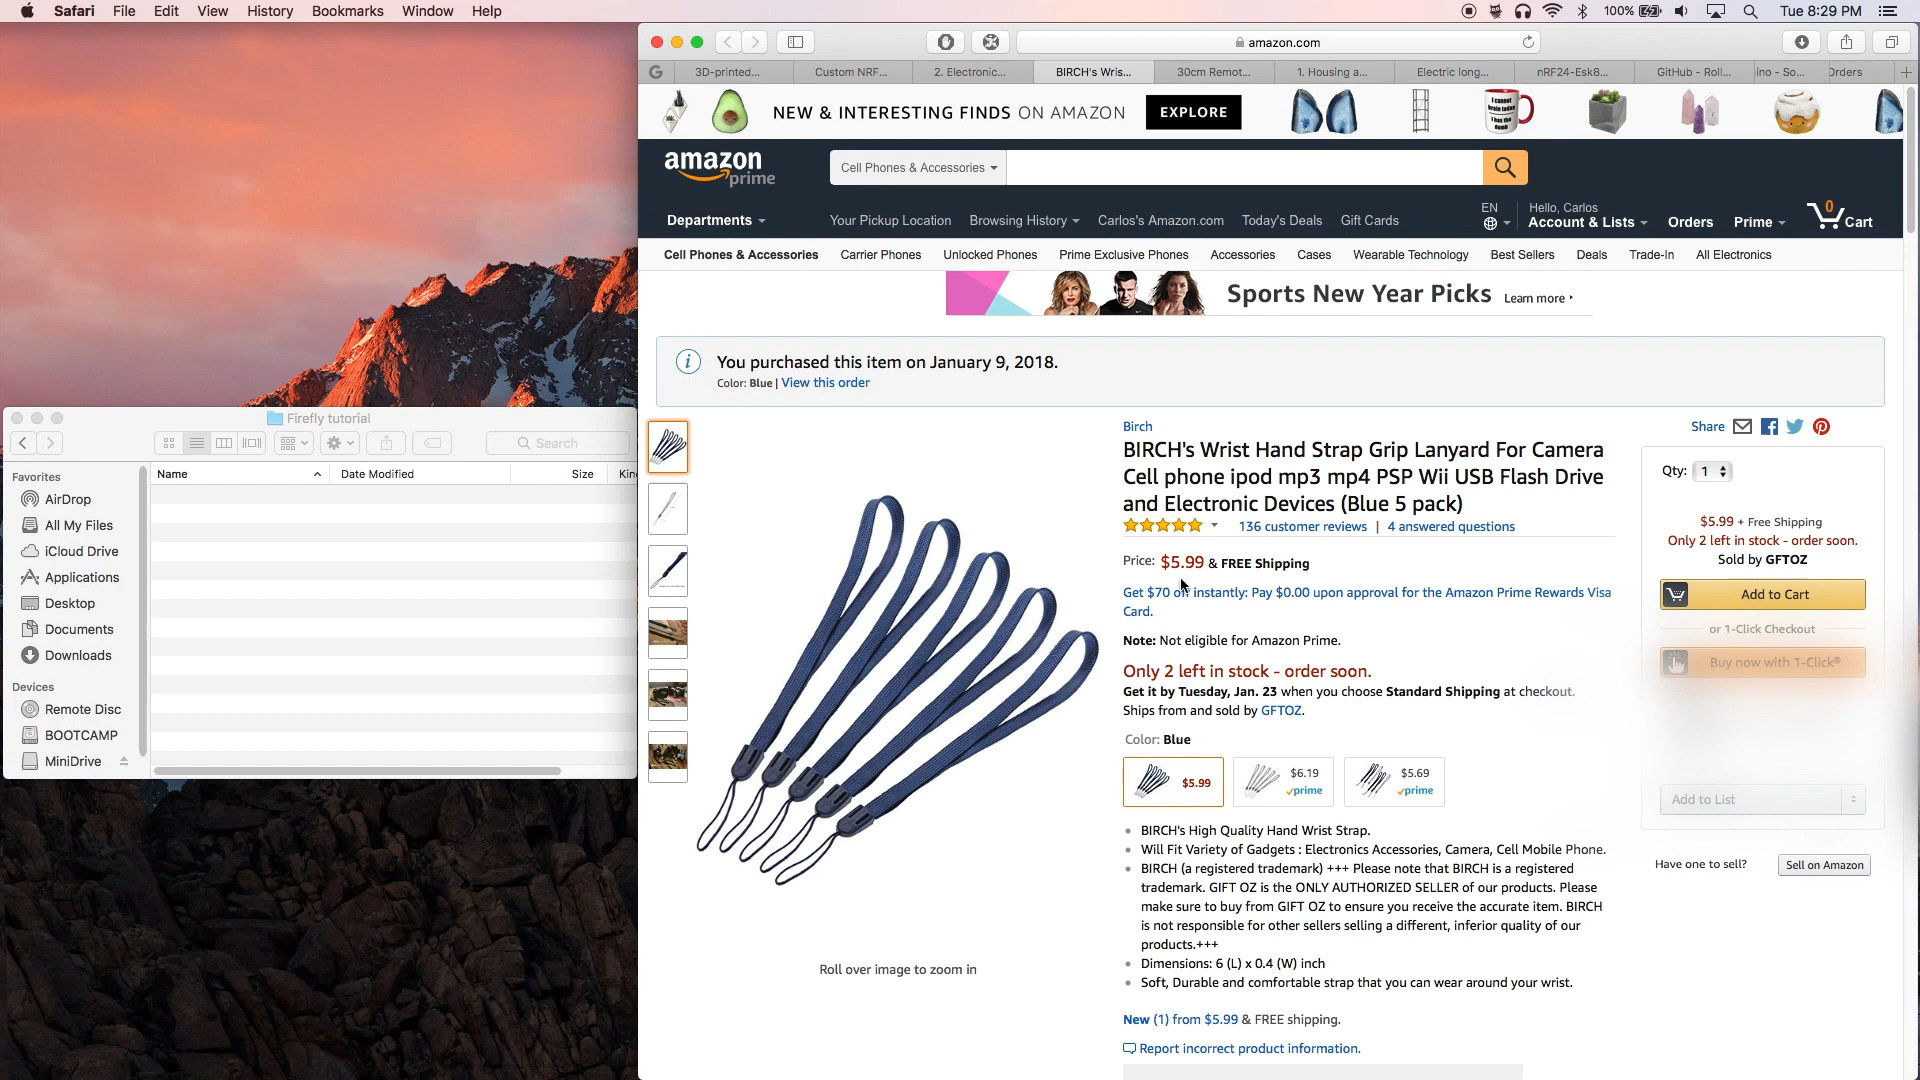 Safari File Edit View History Bookmarks Window Help
100%
Tue 8:29 PM
amazon.com
3D-printed...
Custom NRF...
2. Electronic...
BIRCH's Wris...
30cm Remot...
1. Housing a...
Electric long...
nRF24-Esk8...
GitHub - Roll...
ino - So...
Orders
NEW & INTERESTING FINDS ON AMAZON
EXPLORE
amazon
prime
Cell Phones & Accessories
Departments
Your Pickup Location
Browsing History
Carlos's Amazon.com
Today's Deals
Gift Cards
EN
Hello, Carlos
Account & Lists
Orders
Prime
0
Cart
Cell Phones & Accessories
Carrier Phones
Unlocked Phones
Prime Exclusive Phones
Accessories
Cases
Wearable Technology
Best Sellers
Deals
Trade-In
All Electronics
Sports New Year Picks Learn more
You purchased this item on January 9, 2018.
Color: Blue | View this order
Firefly tutorial
Search
Favorites
AirDrop
All My Files
iCloud Drive
Applications
Desktop
Documents
Downloads
Devices
Remote Disc
BOOTCAMP
MiniDrive
Name
Date Modified
Size
Kin
Birch
BIRCH's Wrist Hand Strap Grip Lanyard For Camera
Cell phone ipod mp3 mp4 PSP Wii USB Flash Drive
and Electronic Devices (Blue 5 pack)
136 customer reviews | 4 answered questions
Price: $5.99 & FREE Shipping
Get $70 off instantly: Pay $0.00 upon approval for the Amazon Prime Rewards Visa
Card.
Note: Not eligible for Amazon Prime.
Only 2 left in stock - order soon.
Get it by Tuesday, Jan. 23 when you choose Standard Shipping at checkout.
Ships from and sold by GFTOZ.
Color: Blue
$5.99
$6.19
prime
$5.69
prime
BIRCH's High Quality Hand Wrist Strap.
Will Fit Variety of Gadgets : Electronics Accessories, Camera, Cell Mobile Phone.
BIRCH (a registered trademark) +++ Please note that BIRCH is a registered
trademark. GIFT OZ is the ONLY AUTHORIZED SELLER of our products. Please
make sure to buy from GIFT OZ to ensure you receive the accurate item. BIRCH
is not responsible for other sellers selling a different, inferior quality of our
products.+++
Dimensions: 6 (L) x 0.4 (W) inch
Soft, Durable and comfortable strap that you can wear around your wrist.
New (1) from $5.99 & FREE shipping.
Report incorrect product information.
Roll over image to zoom in
Share
Qty: 1
$5.99 + Free Shipping
Only 2 left in stock - order soon.
Sold by GFTOZ
Add to Cart
or 1-Click Checkout
Buy now with 1-Click®
Add to List
Have one to sell?
Sell on Amazon